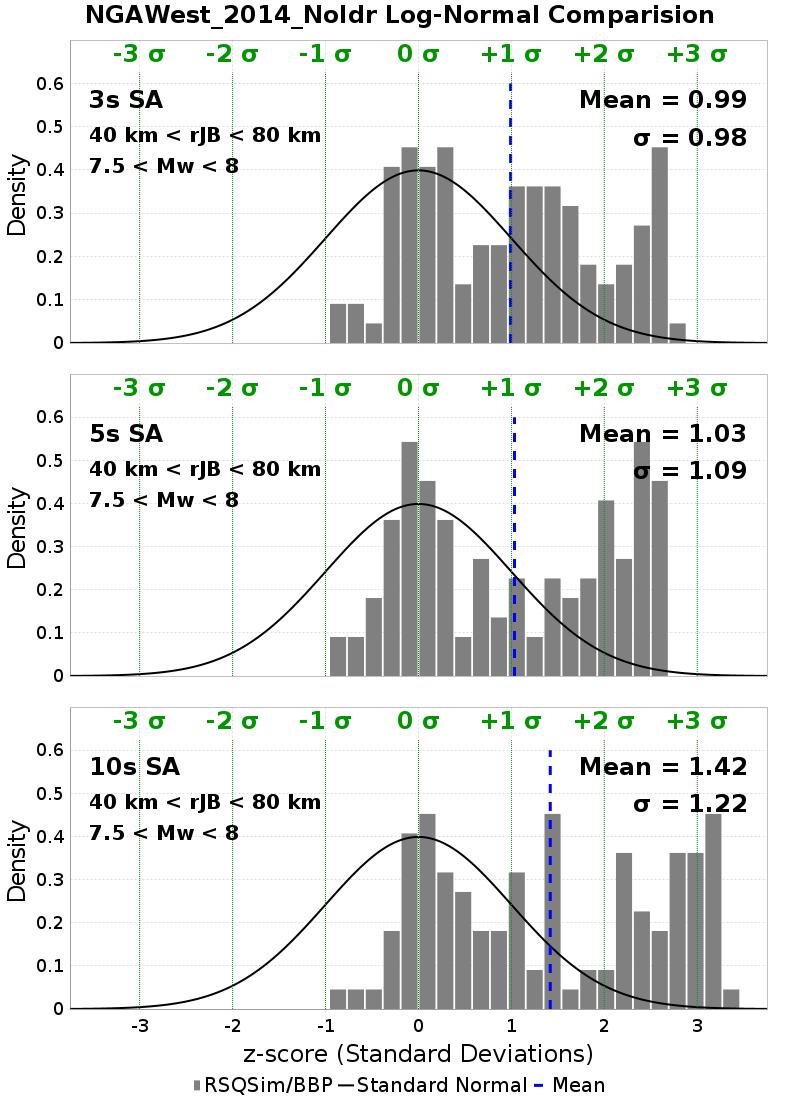 NGAWest_2014_NoIdr Log-Normal Comparision
-3 σ -2 σ -1 σ 0 σ +1 σ +2 σ +3 σ
3s SA
40 km < rJB < 80 km
7.5 < Mw < 8
Mean = 0.99
σ = 0.98
Density
0.6
0.5
0.4
0.3
0.2
0.1
0
-3 σ -2 σ -1 σ 0 σ +1 σ +2 σ +3 σ
5s SA
40 km < rJB < 80 km
7.5 < Mw < 8
Mean = 1.03
σ = 1.09
Density
0.6
0.5
0.4
0.3
0.2
0.1
0
-3 σ -2 σ -1 σ 0 σ +1 σ +2 σ +3 σ
10s SA
40 km < rJB < 80 km
7.5 < Mw < 8
Mean = 1.42
σ = 1.22
Density
0.6
0.5
0.4
0.3
0.2
0.1
0
-3 -2 -1 0 1 2 3
z-score (Standard Deviations)
RSQSim/BBP Standard Normal Mean